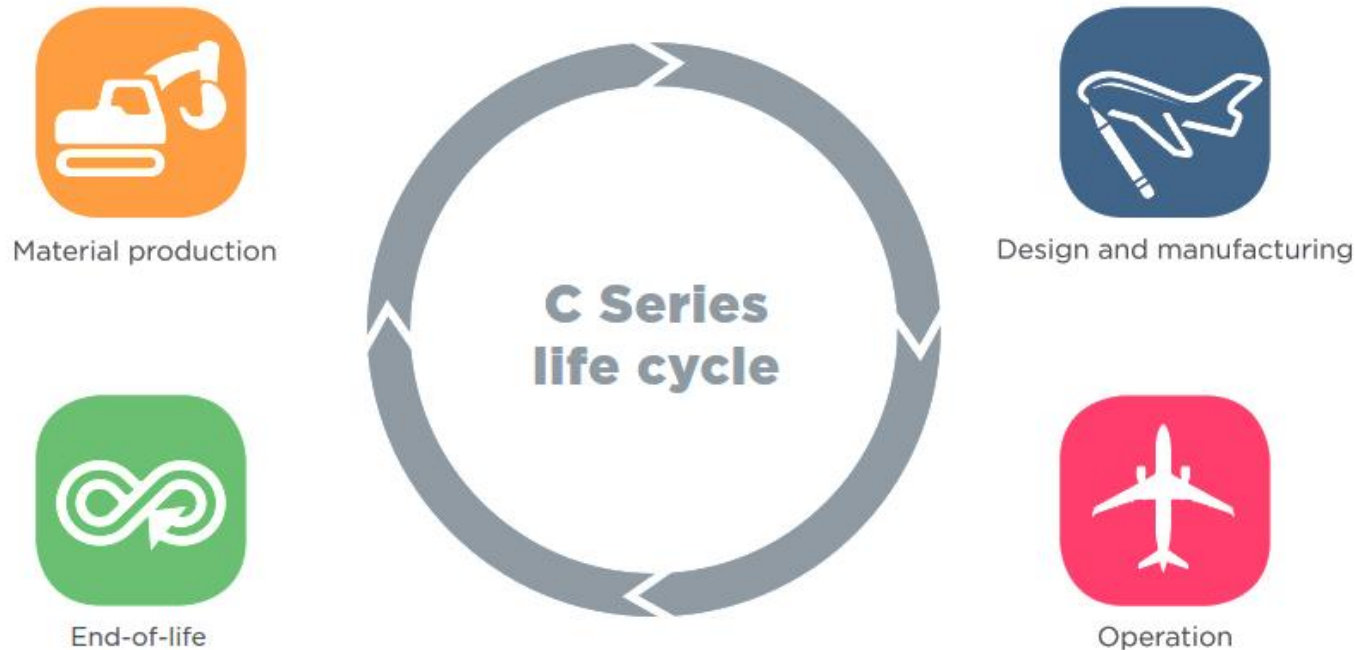 Material production
Design and manufacturing
C Series
life cycle
End-of-life
Operation